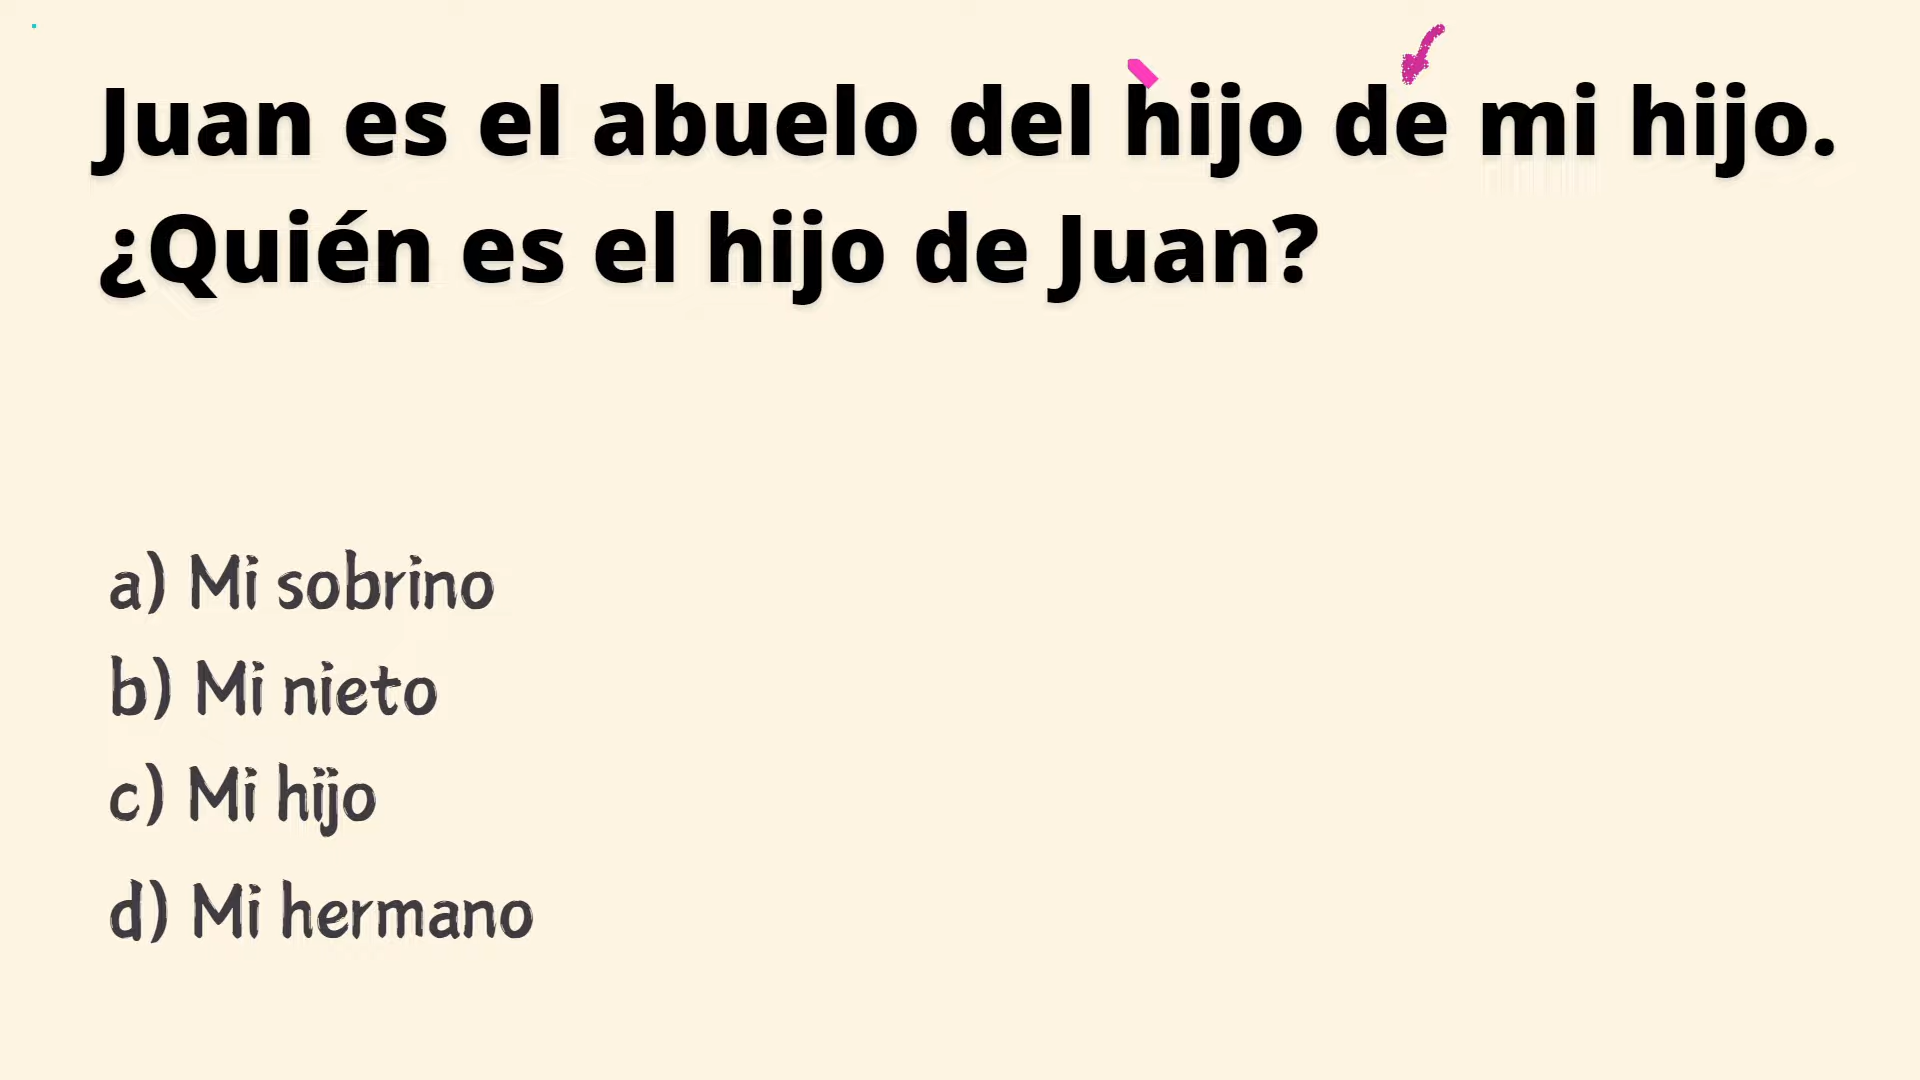 Juan es el abuelo del hijo de mi hijo.
¿Quién es el hijo de Juan?
a) Mi sobrino
b) Mi nieto
c) Mi hijo
d) Mi hermano